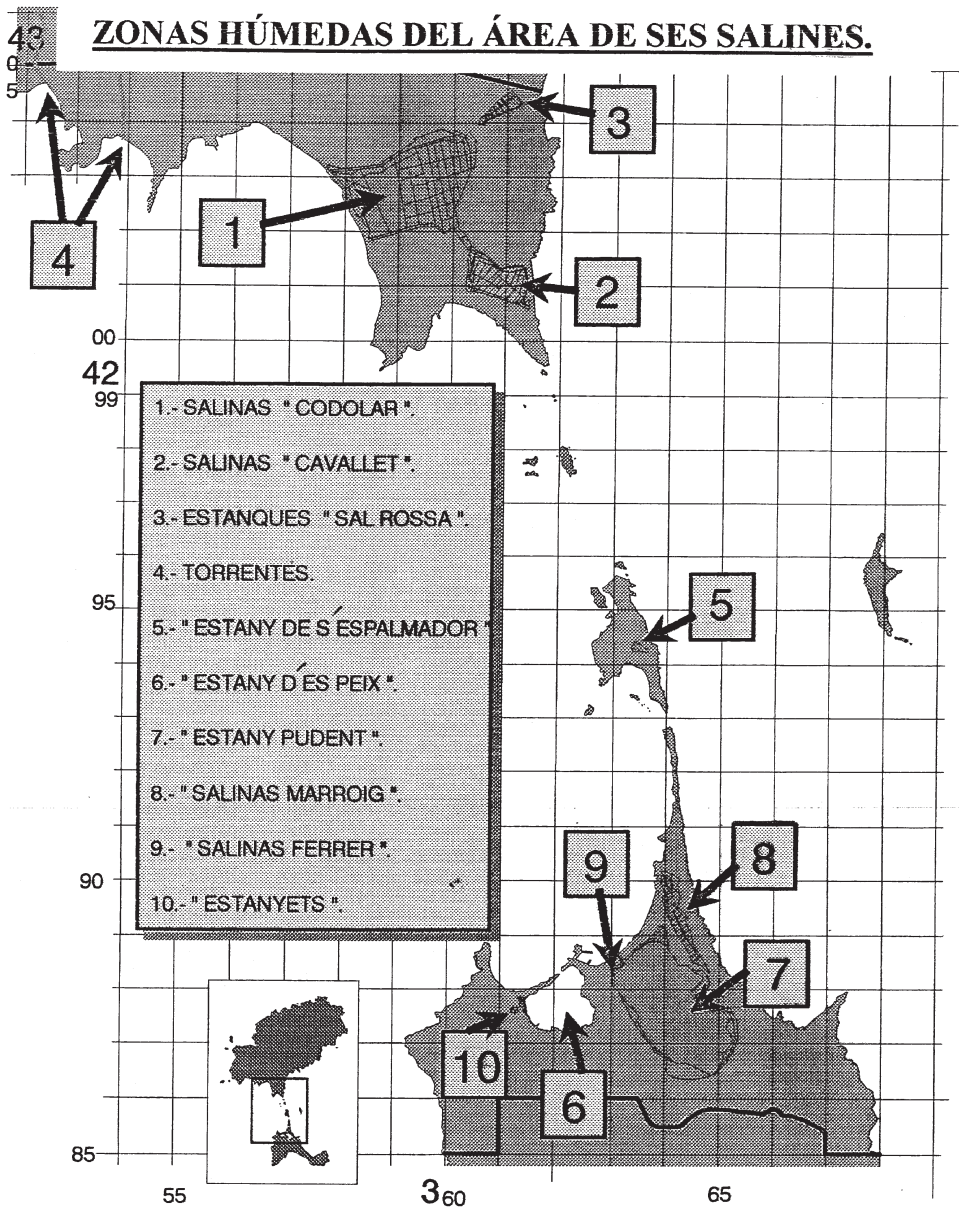 ZONAS HÚMEDAS DEL ÁREA DE SES SALINES.
43
0
5
3
1
4
2
00
42
99
1.- SALINAS " CODOLAR ".
2.- SALINAS " CAVALLET ".
3.- ESTANQUES " SAL ROSSA ".
4.- TORRENTES.
95
5.- " ESTANY DE S´ESPALMADOR "
5
6.- " ESTANY D´ES PEIX ".
7.- " ESTANY PUDENT ".
8.- " SALINAS MARROIG ".
9.- " SALINAS FERRER ".
90
10.- " ESTANYETS ".
9
8
7
10
6
85
55
360
65